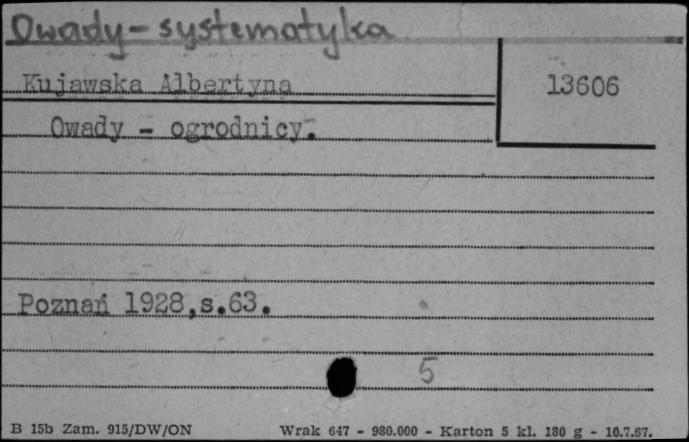 Owady - systematyka
Kujawska Albertyna
13606
Owady - ogrodnicy.
Poznań 1928,s.63.
5
B 15b Zam. 915/DW/ON
Wrak 647 - 980.000 - Karton 5 kl. 180 g - 10.7.67.